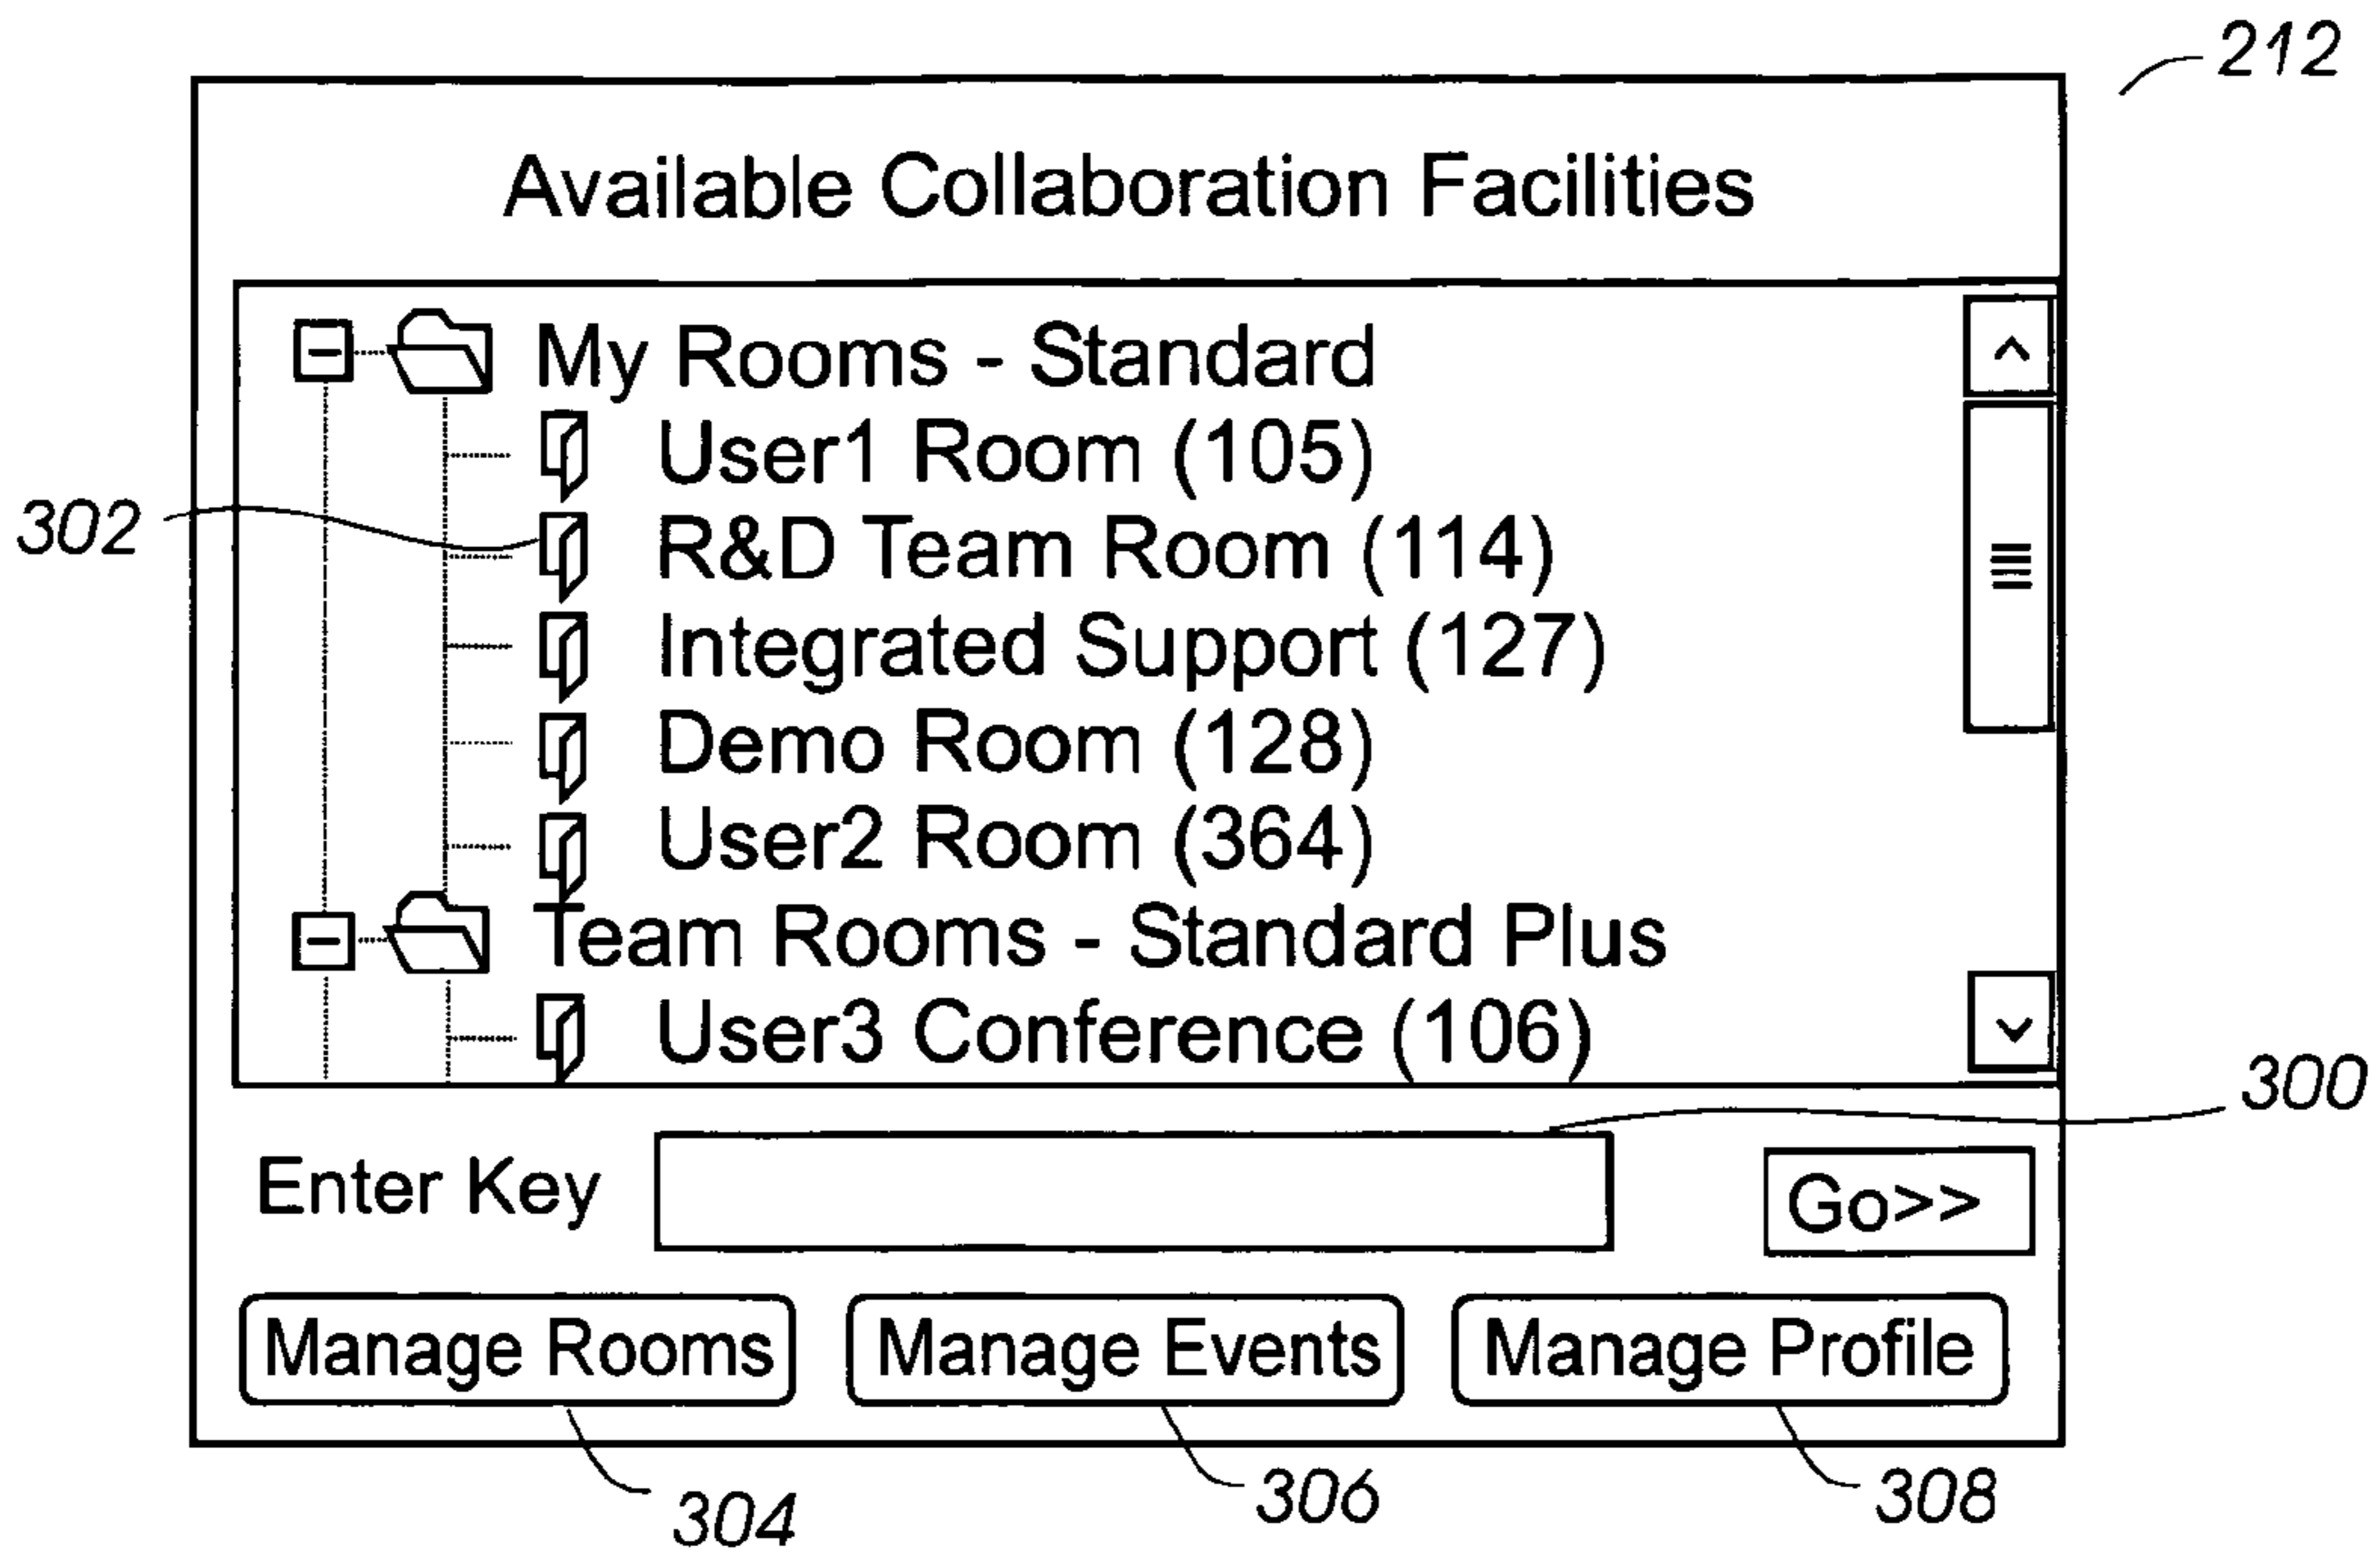 212
Available Collaboration Facilities
My Rooms - Standard
User1 Room (105)
302
R&D Team Room (114)
Integrated Support (127)
Demo Room (128)
User2 Room (364)
Team Rooms - Standard Plus
User3 Conference (106)
300
Enter Key
Go>>
Manage Rooms
Manage Events
Manage Profile
304
306
308